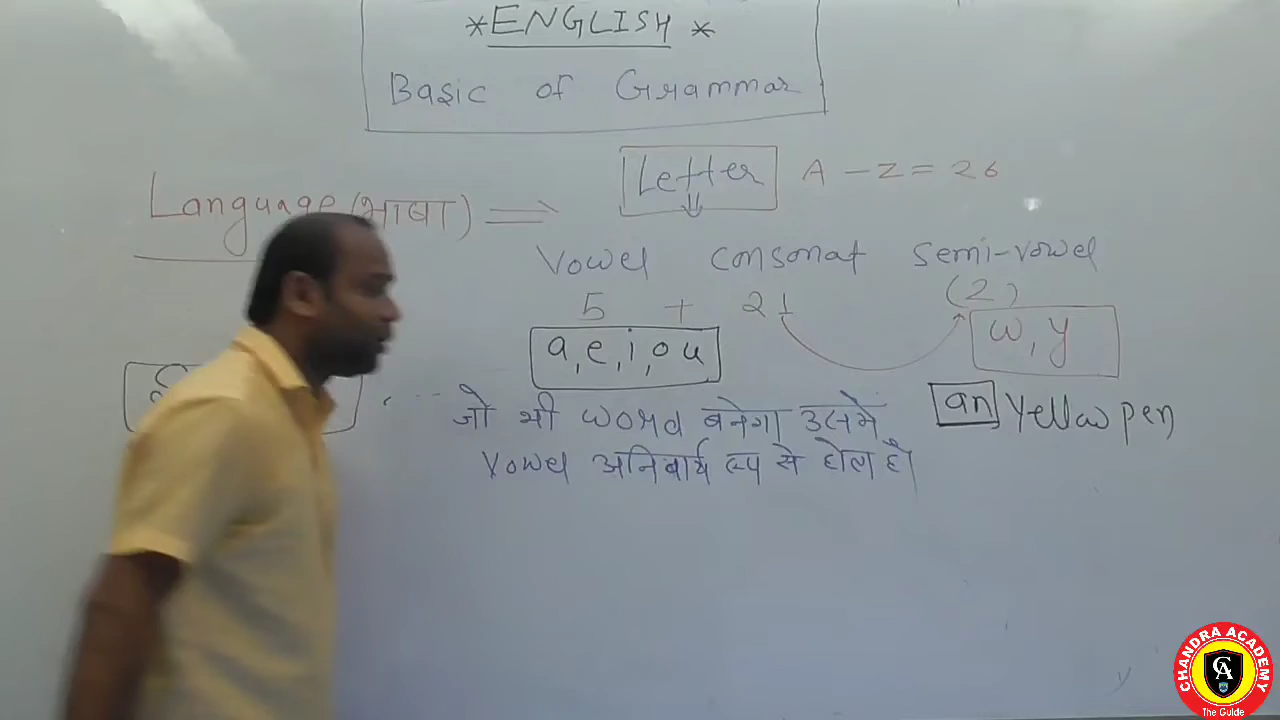 *ENGLISH*
Basic of Grammar
Letter A - Z = 26
Language (भाषा) ⇒
Vowel consonat semi-vowel
5 + 21 (2)
a, e, i, o u w, y
जो भी word बनेगा उसमें an Yellow pen
Vowel अनिवार्य रूप से होता है।
CHANDRA ACADEMY
CA
The Guide